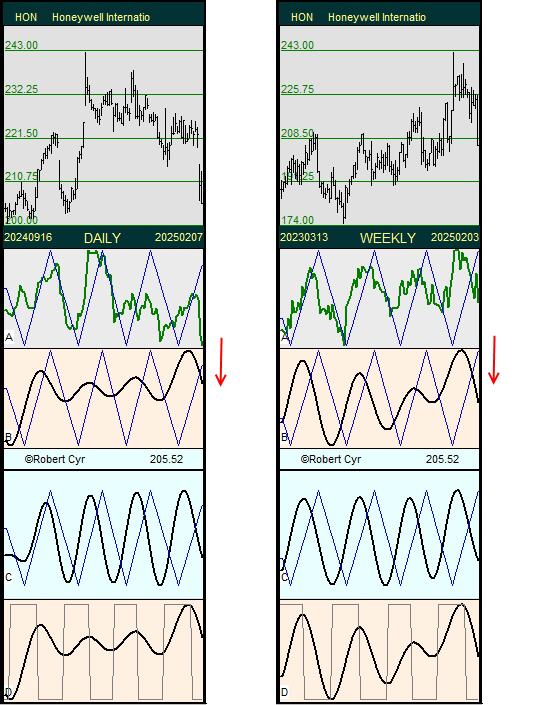 HON Honeywell Internatio
243.00
232.25
221.50
210.75
200.00
20240916 DAILY 20250207
A
B
©Robert Cyr 205.52
C
D
HON Honeywell Internatio
243.00
225.75
208.50
191.25
174.00
20230313 WEEKLY 20250203
A
B
©Robert Cyr 205.52
C
D